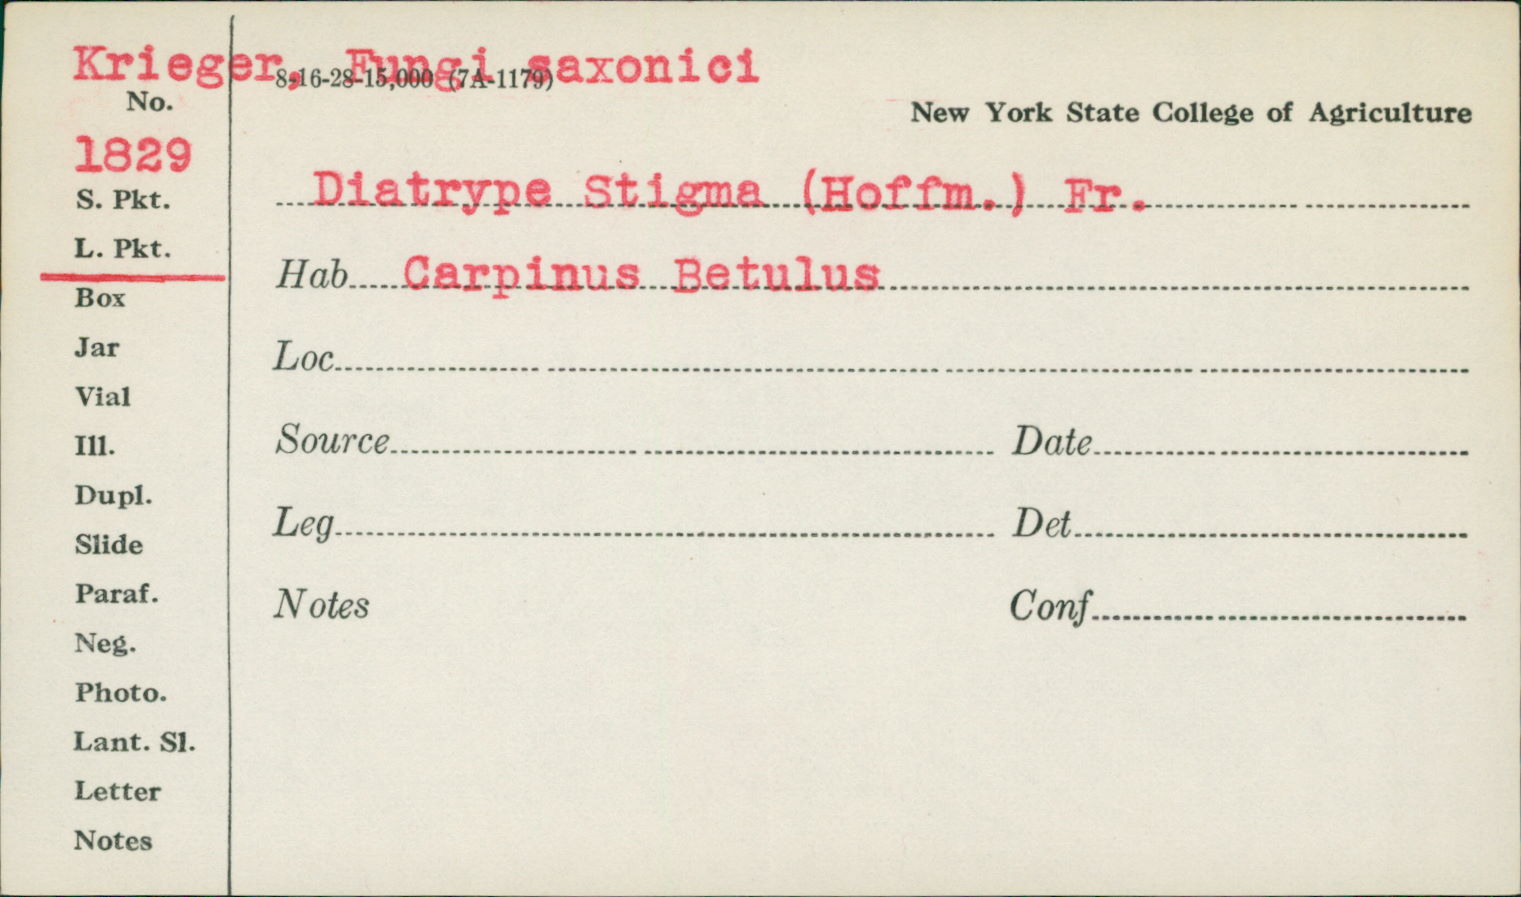 Krieger, Fungi saxonici
8-16-28-15,000 (7A-1179)
No.
New York State College of Agriculture
1829
S. Pkt.
Diatrype Stigma (Hoffm.) Fr.
L. Pkt.
Hab. Carpinus Betulus
Box
Jar
Loc.
Vial
Ill.
Source
Date
Dupl.
Slide
Leg
Det
Paraf.
Notes
Conf
Neg.
Photo.
Lant. Sl.
Letter
Notes